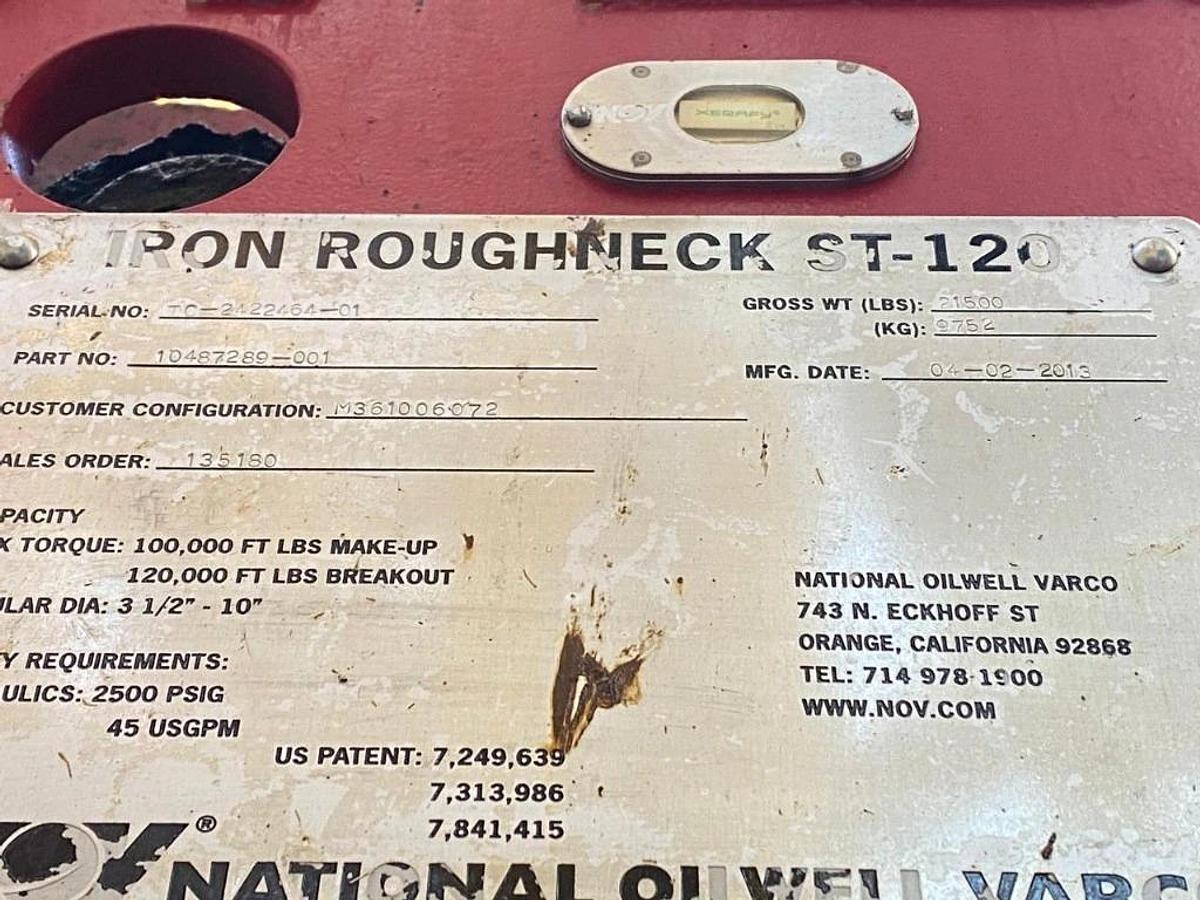 NOV XERAFY
IRON ROUGHNECK ST-120
SERIAL NO: TC-2422464-01
GROSS WT (LBS): 21500
(KG): 9752
PART NO: 10487289-001
MFG. DATE: 04-02-2013
CUSTOMER CONFIGURATION: M361006072
ALES ORDER: 135180
PACITY
X TORQUE: 100,000 FT LBS MAKE-UP
120,000 FT LBS BREAKOUT
ULAR DIA: 3 1/2" - 10"
Y REQUIREMENTS:
ULICS: 2500 PSIG
45 USGPM
NATIONAL OILWELL VARCO
743 N. ECKHOFF ST
ORANGE, CALIFORNIA 92868
TEL: 714 978-1900
WWW.NOV.COM
US PATENT: 7,249,639
7,313,986
7,841,415
NOV®
NATIONAL OILWELL VARC